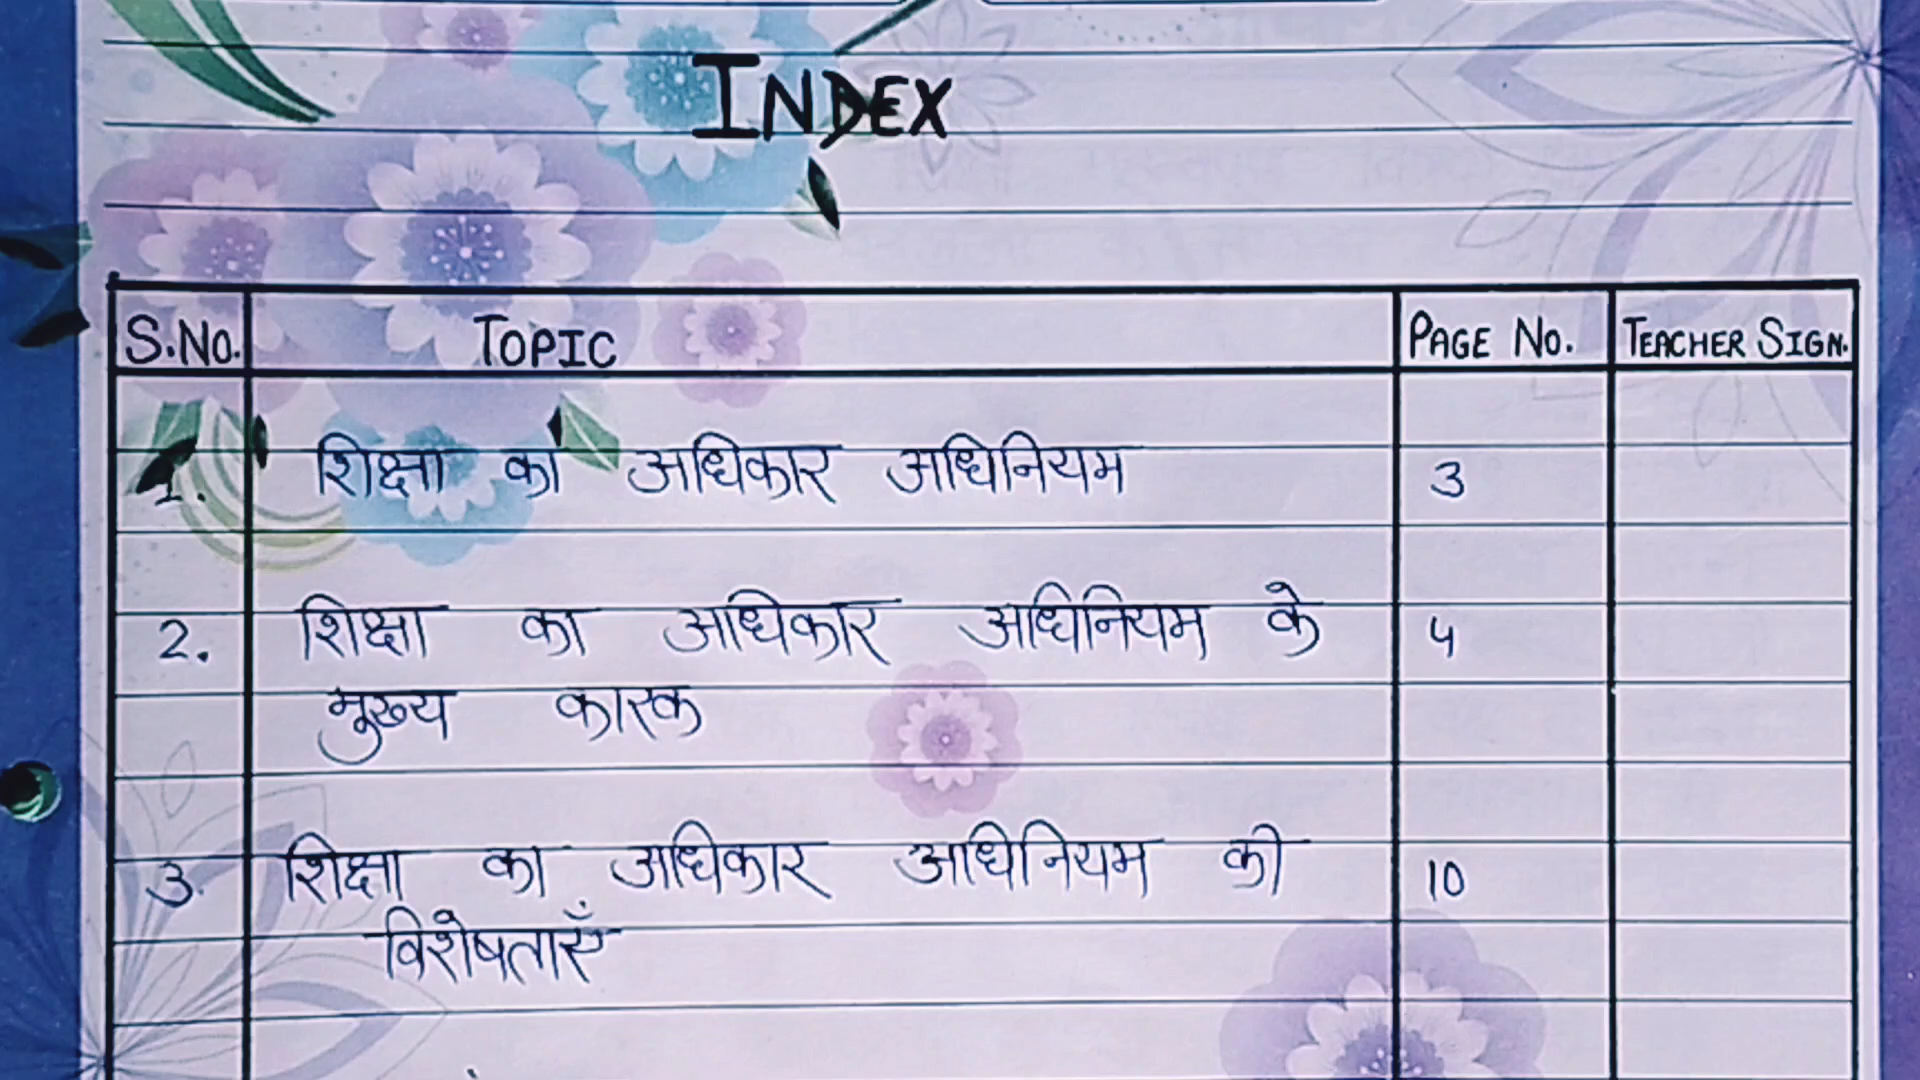 INDEX
S.NO. TOPIC PAGE NO. TEACHER SIGN.
1. शिक्षा का अधिकार अधिनियम 3
2. शिक्षा का अधिकार अधिनियम के 4
मुख्य कारक
3. शिक्षा का अधिकार अधिनियम की 10
विशेषताएँ